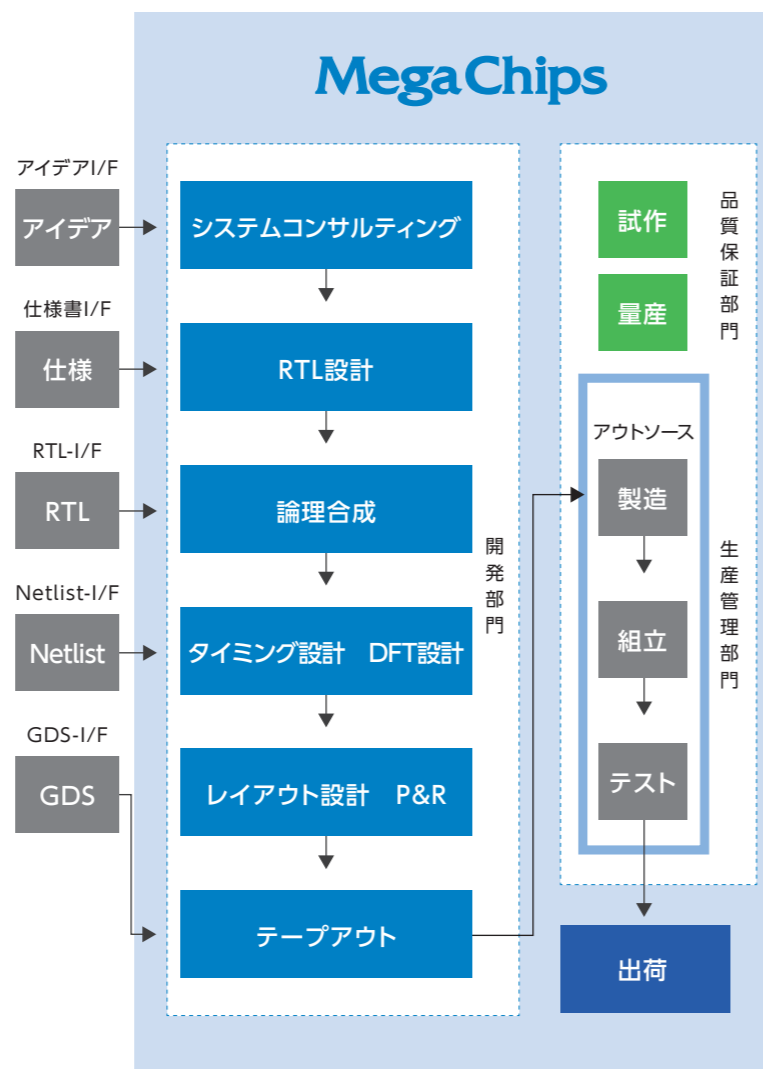 MegaChips
アイデアI/F
アイデア
システムコンサルティング
仕様書I/F
仕様
RTL設計
RTL-I/F
RTL
論理合成
Netlist-I/F
Netlist
タイミング設計 DFT設計
GDS-I/F
GDS
レイアウト設計 P&R
テープアウト
開発部門
試作
量産
品質保証部門
アウトソース
製造
組立
テスト
生産管理部門
出荷